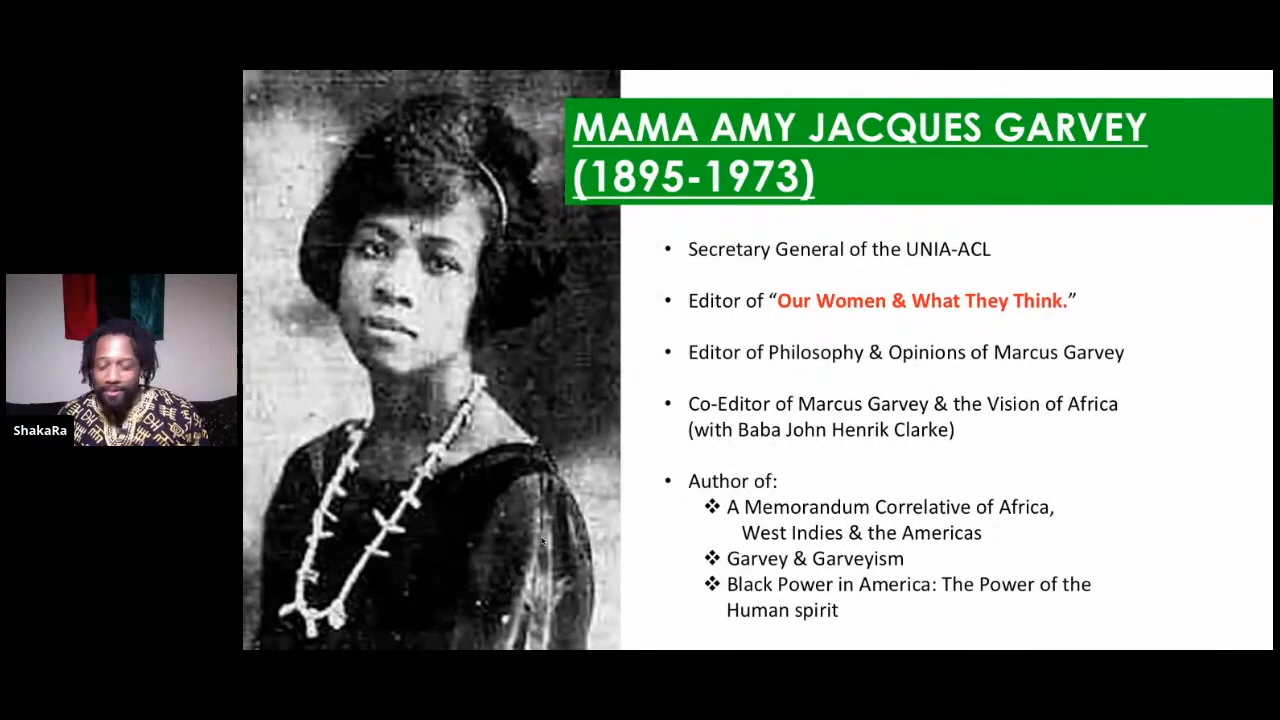 MAMA AMY JACQUES GARVEY
(1895-1973)
• Secretary General of the UNIA-ACL
• Editor of “Our Women & What They Think.”
• Editor of Philosophy & Opinions of Marcus Garvey
• Co-Editor of Marcus Garvey & the Vision of Africa
(with Baba John Henrik Clarke)
• Author of:
❖ A Memorandum Correlative of Africa,
West Indies & the Americas
❖ Garvey & Garveyism
❖ Black Power in America: The Power of the
Human spirit
ShakaRa